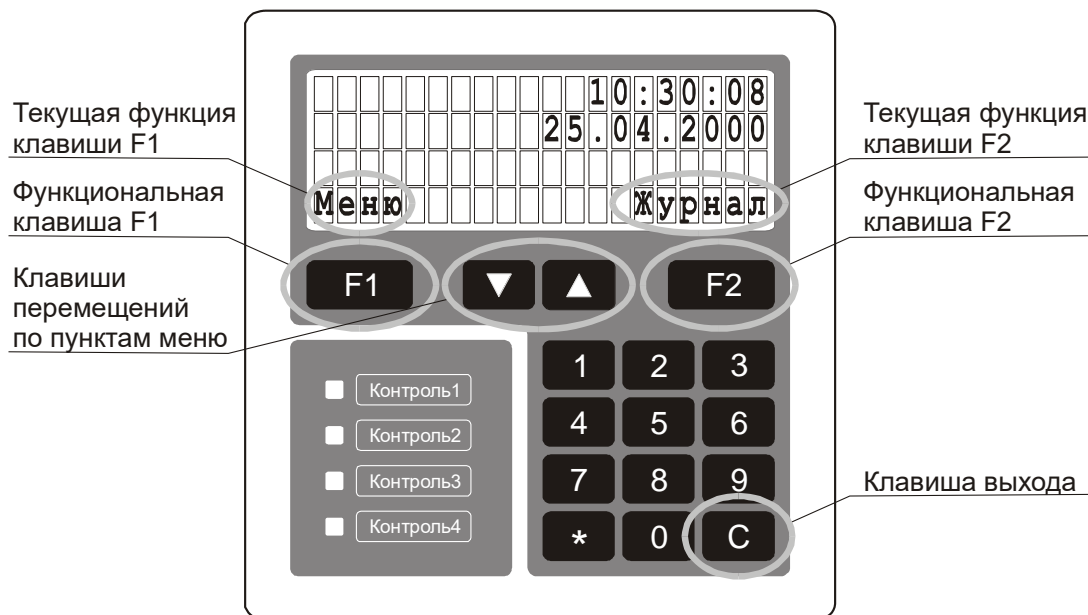 10:30:08
25.04.2000
Меню Журнал
Текущая функция
клавиши F1
Функциональная
клавиша F1
Клавиши
перемещений
по пунктам меню
Текущая функция
клавиши F2
Функциональная
клавиша F2
Клавиша выхода
F1 ▼ ▲ F2
Контроль1
Контроль2
Контроль3
Контроль4
1 2 3
4 5 6
7 8 9
* 0 C